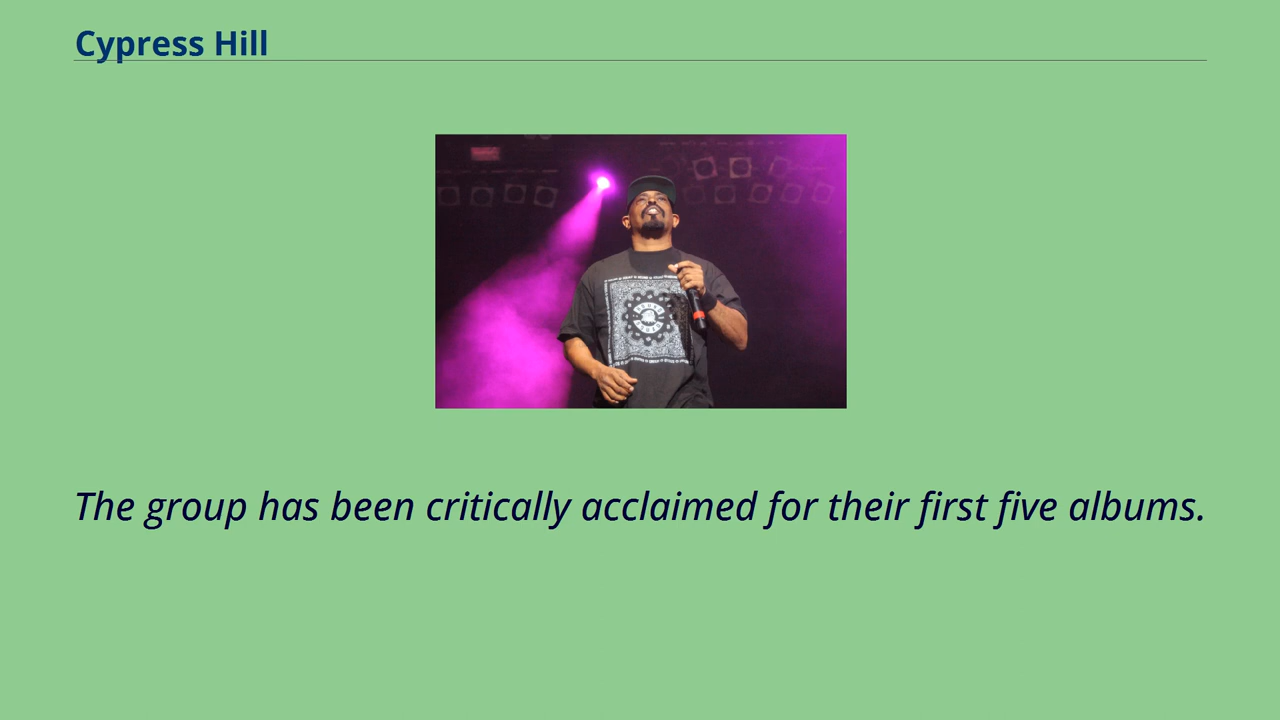 Cypress Hill
The group has been critically acclaimed for their first five albums.